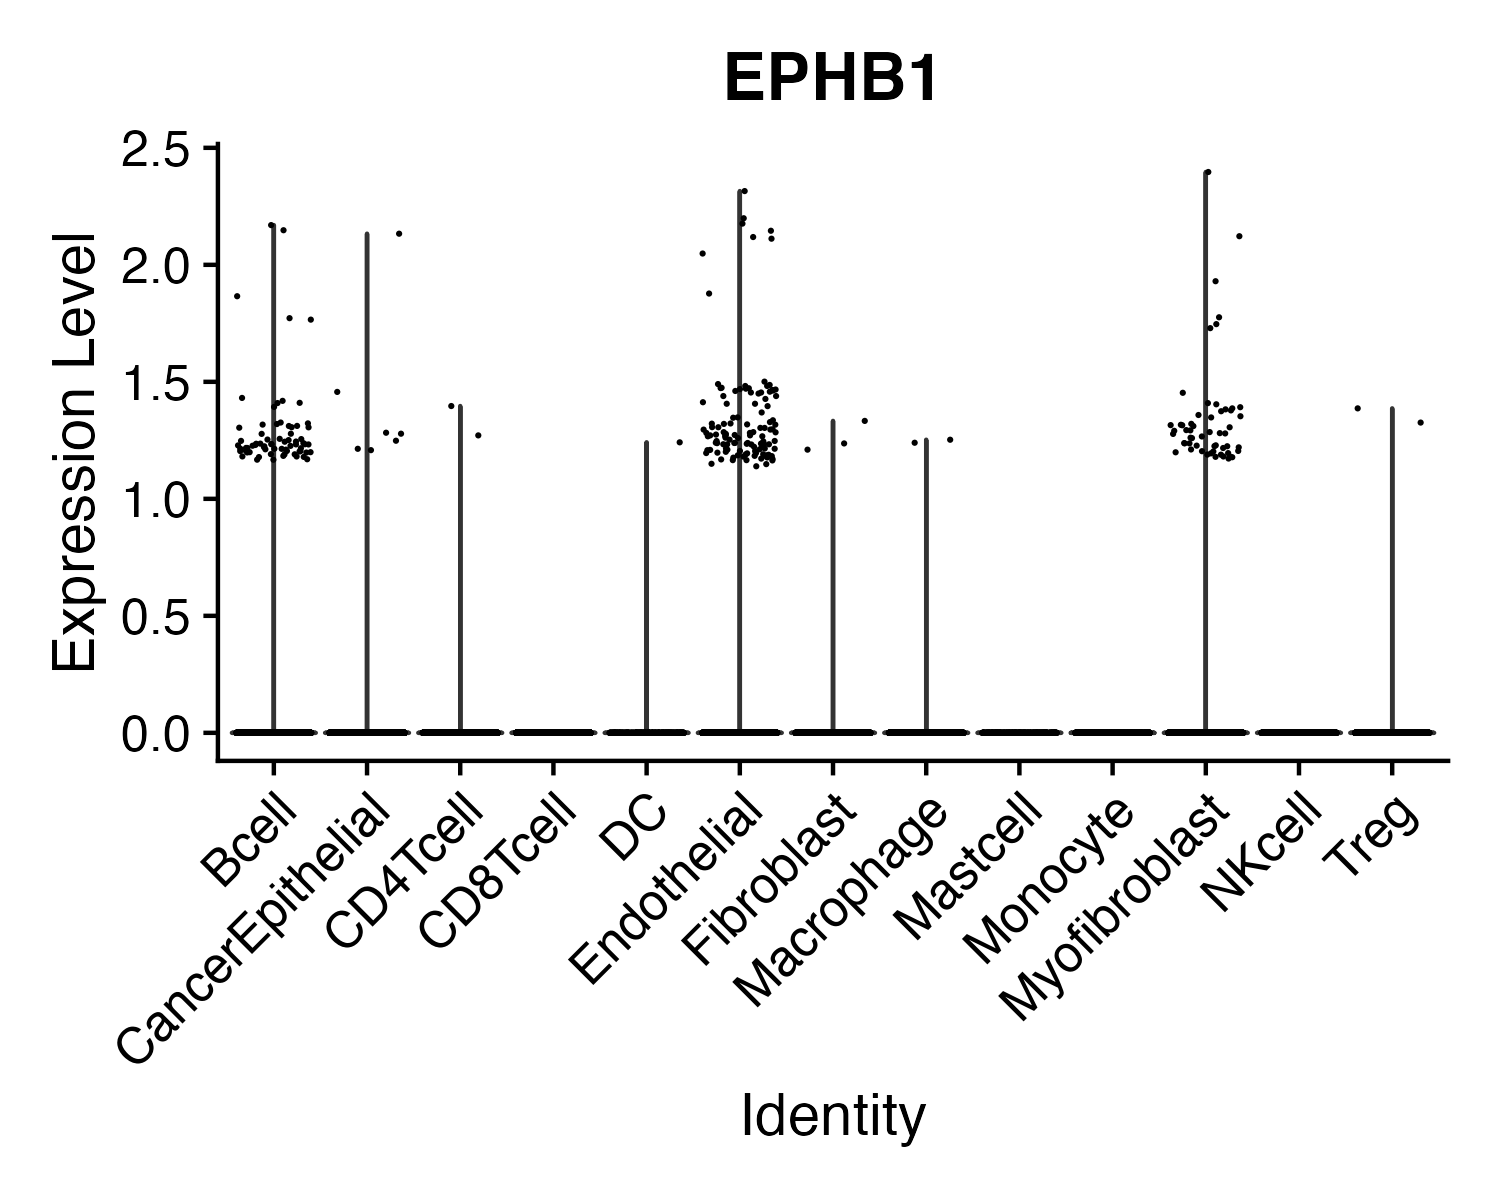 EPHB1
Expression Level
2.5
2.0
1.5
1.0
0.5
0.0
Bcell
CancerEpithelial
CD4Tcell
CD8Tcell
DC
Endothelial
Fibroblast
Macrophage
Mastcell
Monocyte
Myofibroblast
NKcell
Treg
Identity